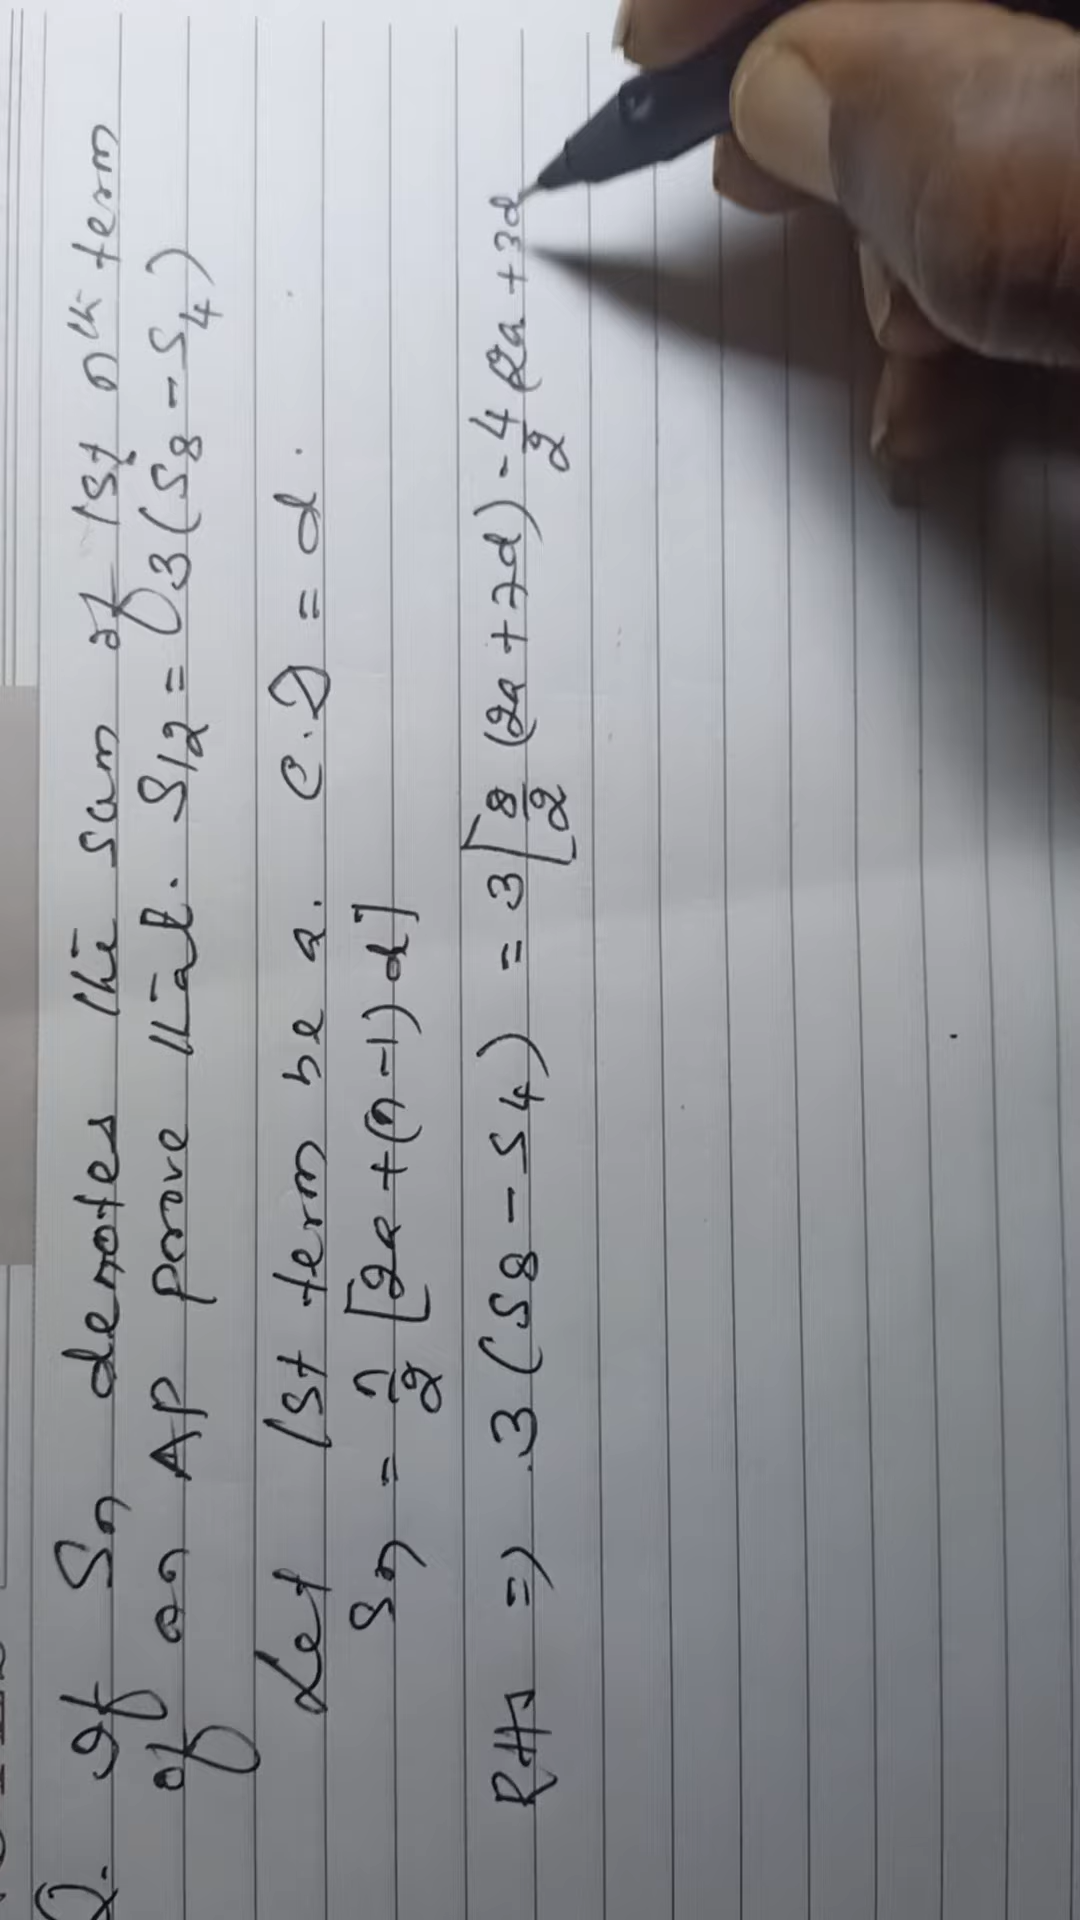 Q. If Sn denotes the sum of 1st nth term
of an AP prove that. S12 = 3(S8 - S4)
Let 1st term be a. C.D = d.
Sn = n/2 [2a + (n-1)d]
RHS => 3(S8 - S4) = 3[8/2 (2a + 7d) - 4/2 (2a + 3d